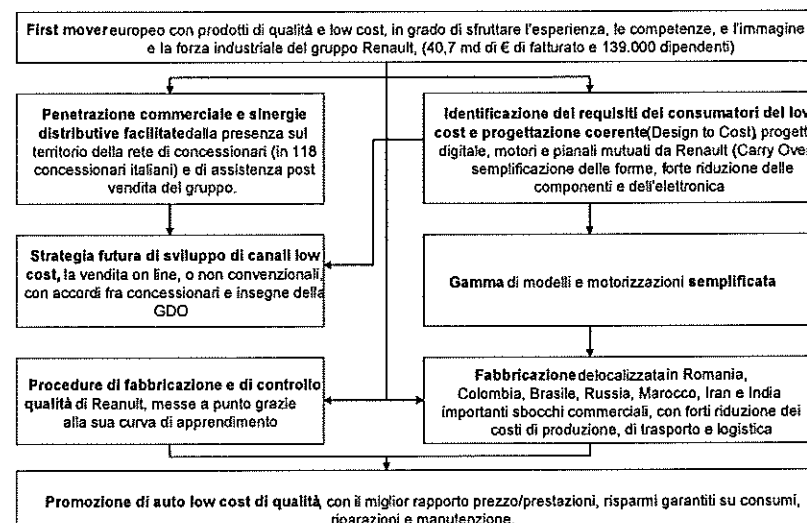 First mover europeo con prodotti di qualità e low cost, in grado di sfruttare l'esperienza, le competenze, e l'immagine
e la forza industriale del gruppo Renault, (40,7 md di € di fatturato e 139.000 dipendenti)
Penetrazione commerciale e sinergie
distributive facilitate dalla presenza sul
territorio della rete di concessionari (in 118
concessionari italiani) e di assistenza post
vendita del gruppo.
Identificazione dei requisiti dei consumatori del low
cost e progettazione coerente (Design to Cost), progett
digitale, motori e pianali mutuati da Renault (Carry Ove
semplificazione delle forme, forte riduzione delle
componenti e dell'elettronica
Strategia futura di sviluppo di canali low
cost, la vendita on line, o non convenzionali,
con accordi fra concessionari e insegne della
GDO
Gamma di modelli e motorizzazioni semplificata
Procedure di fabbricazione e di controllo
qualità di Reanult, messe a punto grazie
alla sua curva di apprendimento
Fabbricazione delocalizzata in Romania,
Colombia, Brasile, Russia, Marocco, Iran e India
importanti sbocchi commerciali, con forti riduzione dei
costi di produzione, di trasporto e logistica
Promozione di auto low cost di qualità, con il miglior rapporto prezzo/prestazioni, risparmi garantiti su consumi,
riparazioni e manutenzione.